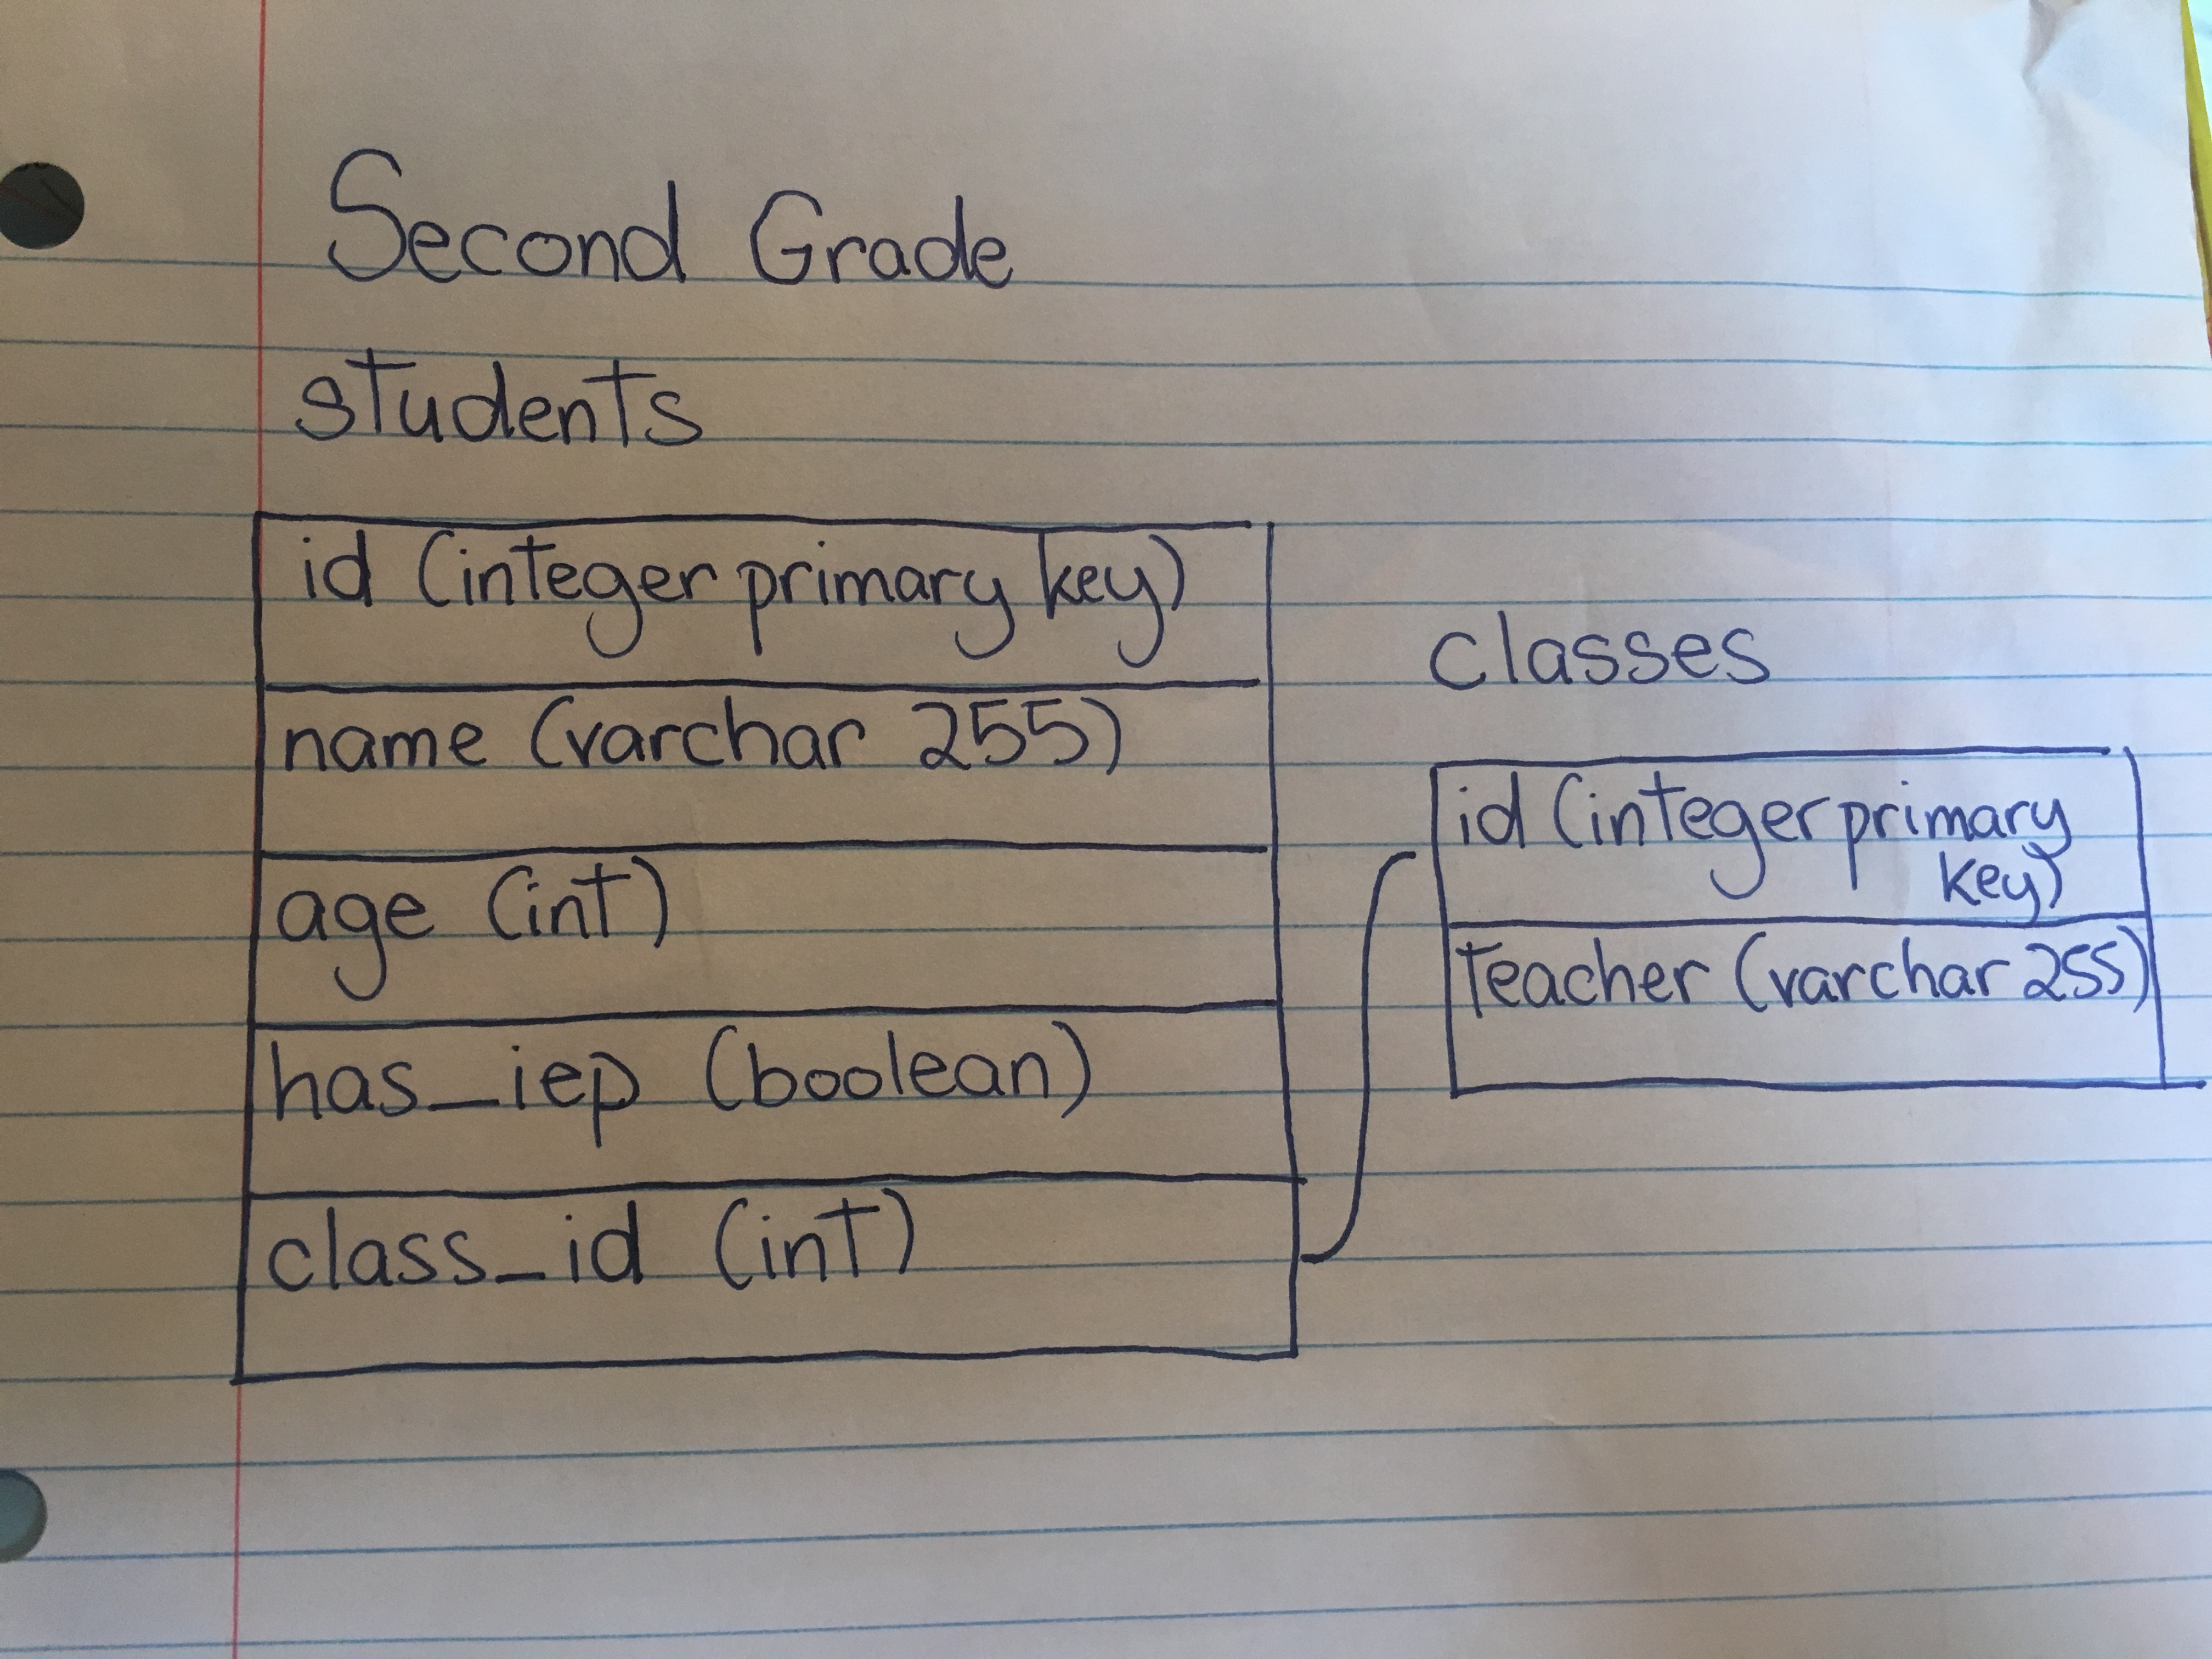 Second Grade
students
id (integer primary key)
name (varchar 255)
age (int)
has_iep (boolean)
class_id (int)
classes
id (integer primary
key)
teacher (varchar 255)